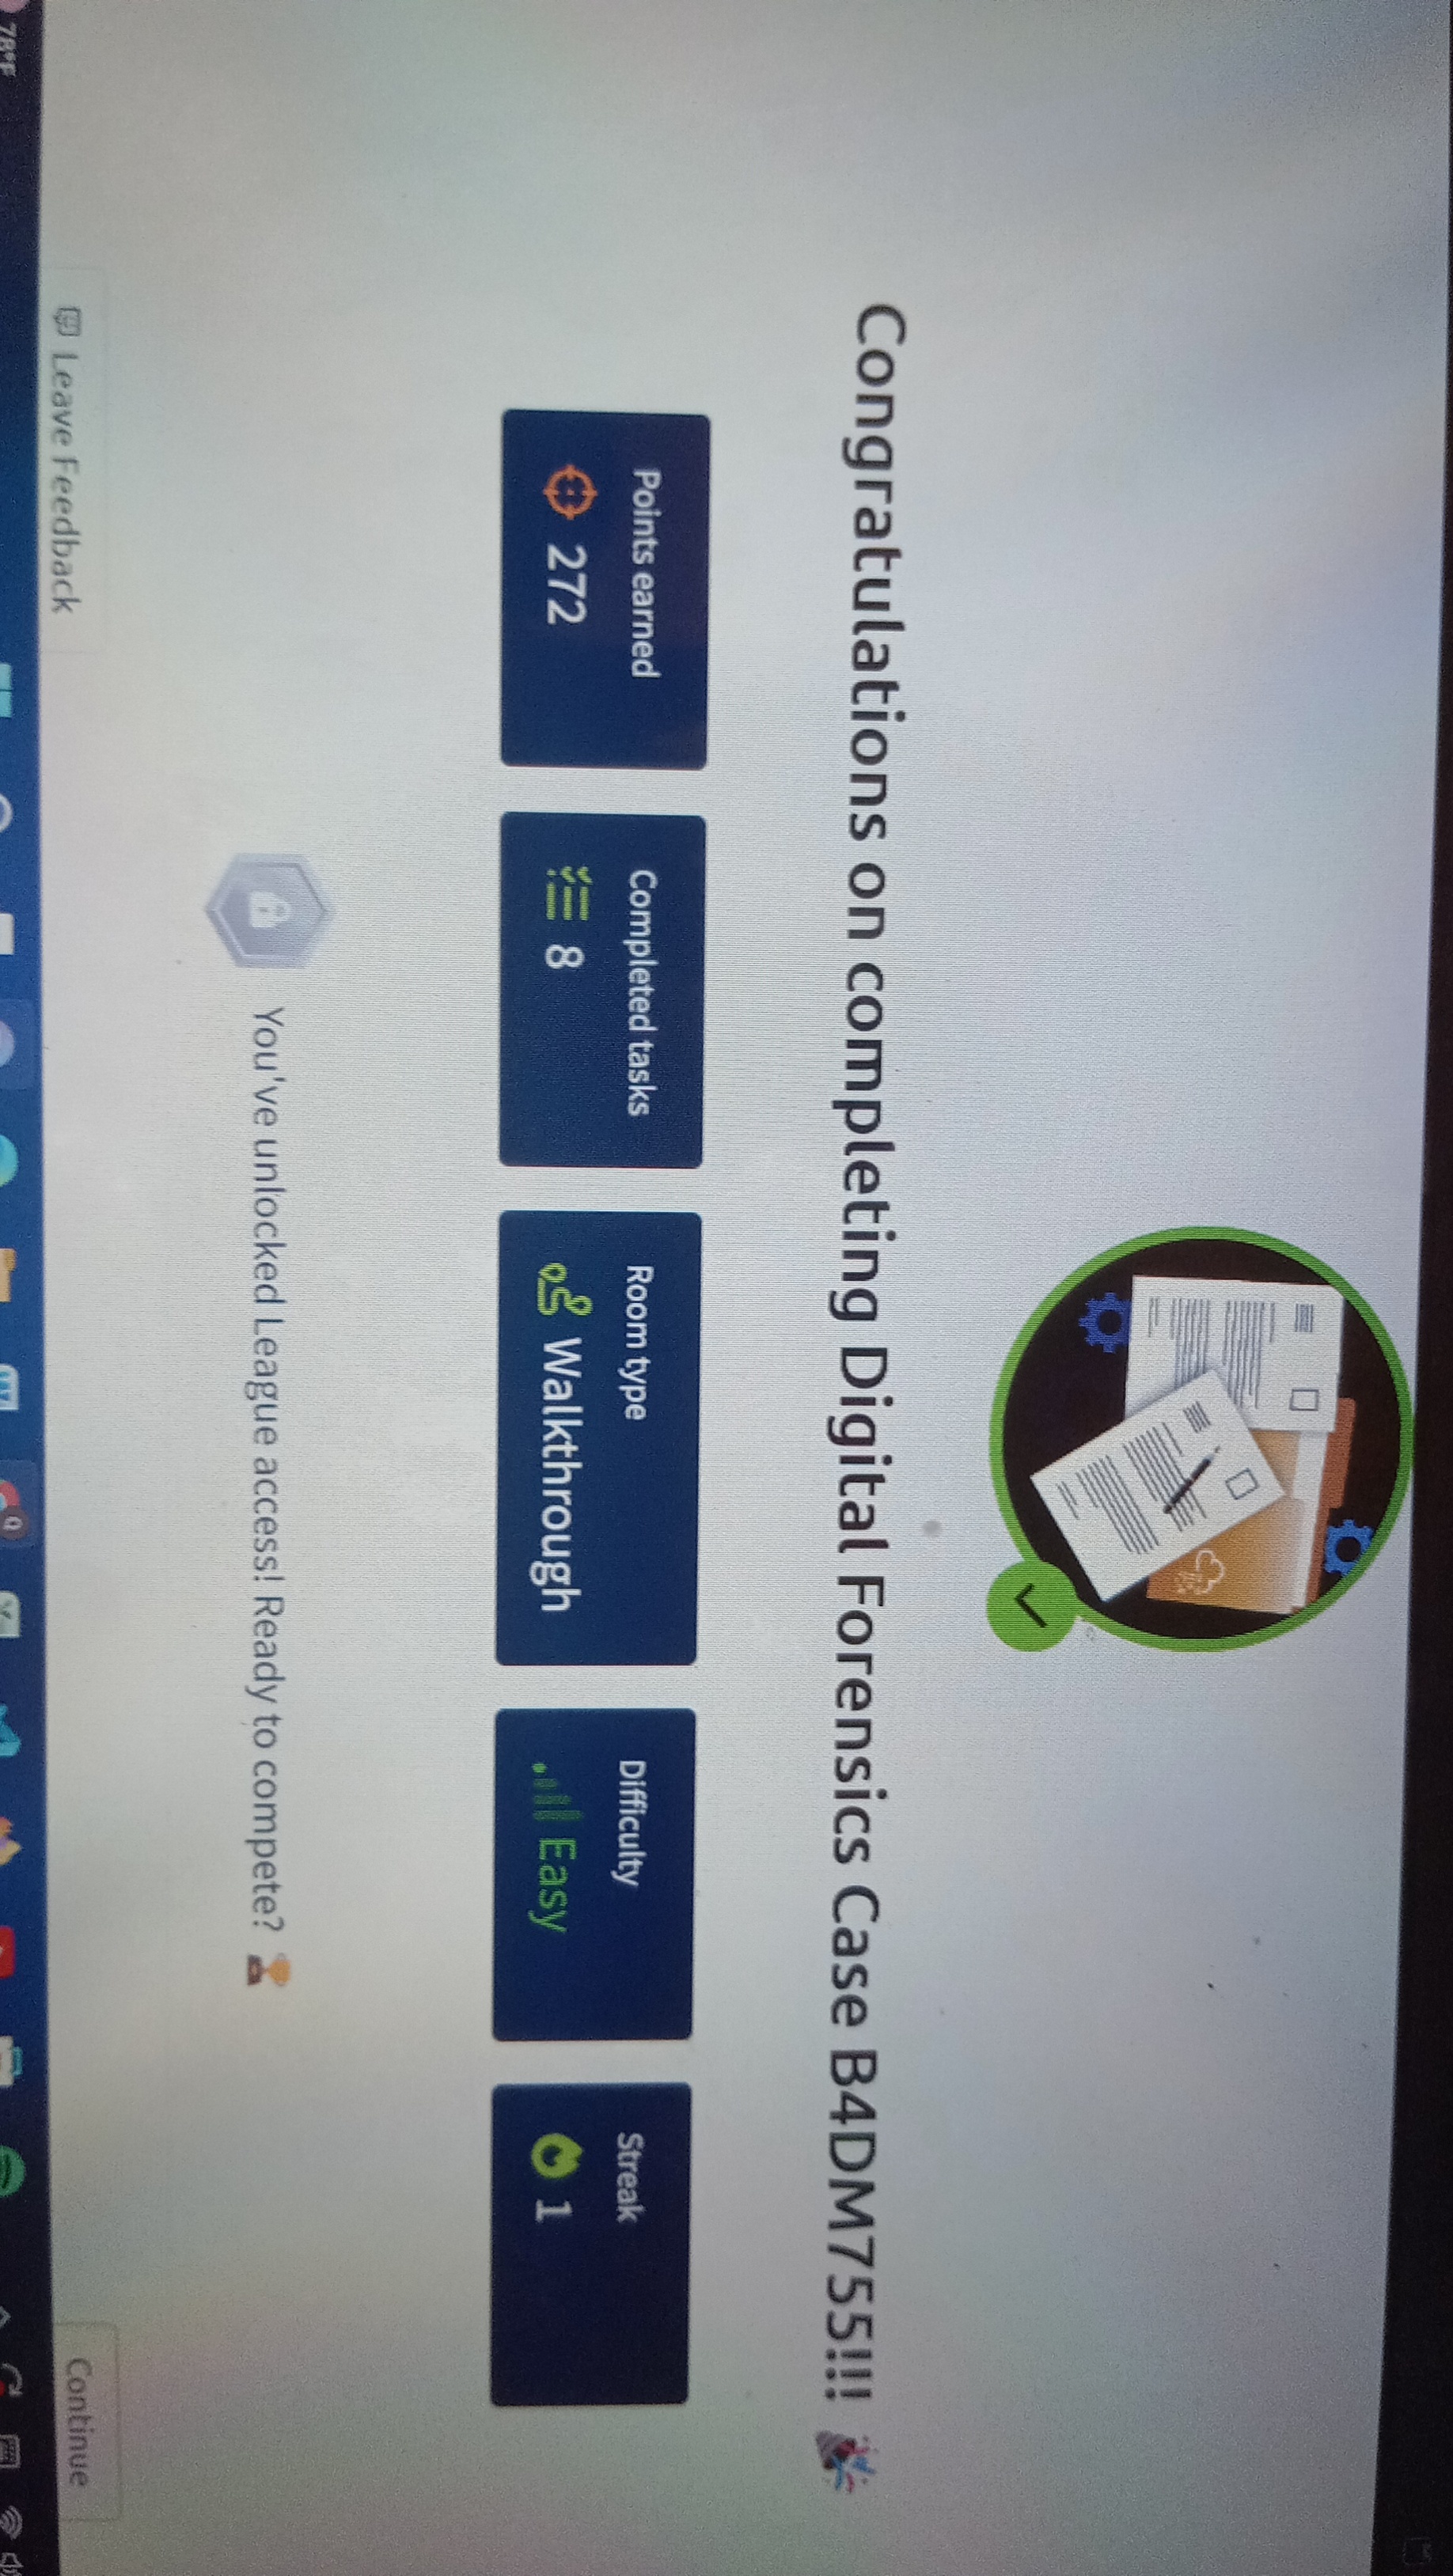 Congratulations on completing Digital Forensics Case B4DM755!!! 🎉
Points earned
272
Completed tasks
8
Room type
Walkthrough
Difficulty
Easy
Streak
1
You've unlocked League access! Ready to compete? 🏆
Leave Feedback
Continue
78°F